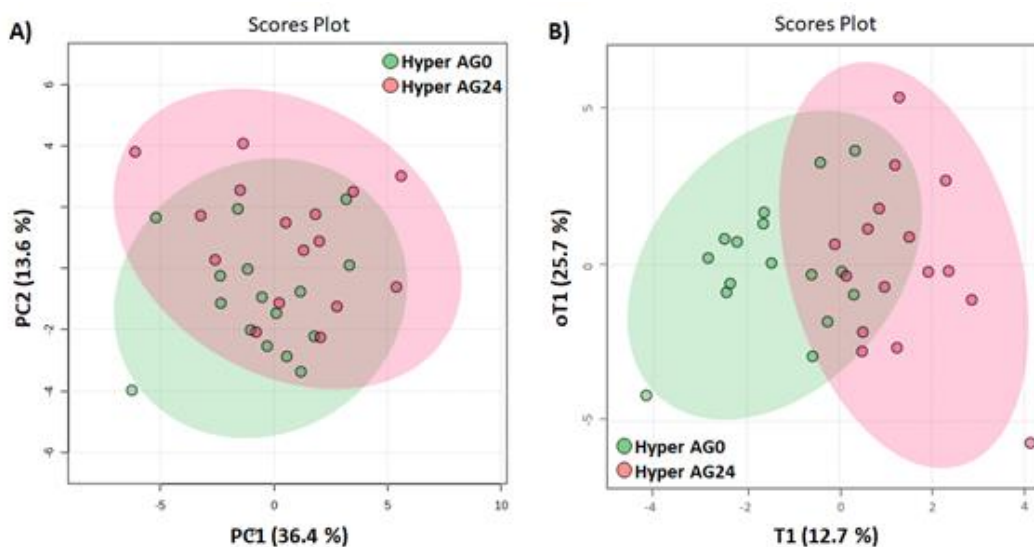 A)
Scores Plot
Hyper AG0
Hyper AG24
PC2 (13.6 %)
6
4
-2
-4
-6
-5
0
5
10
PC1 (36.4 %)
B)
Scores Plot
oT1 (25.7 %)
5
0
-5
Hyper AG0
Hyper AG24
-4
-2
0
2
4
T1 (12.7 %)